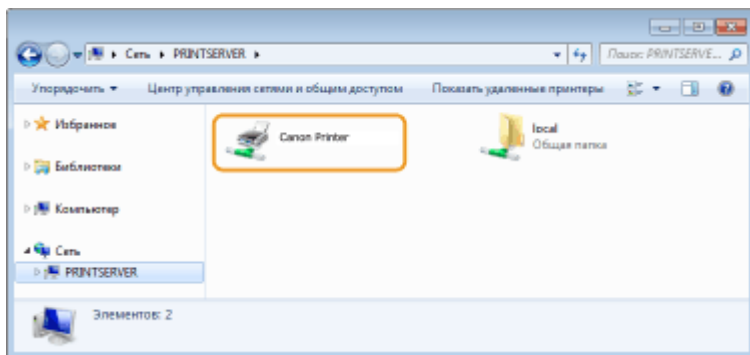 Сеть ▸ PRINTSERVER ▸
Поиск: PRINTSERVE...
Упорядочить
Центр управления сетями и общим доступом
Показать удаленные принтеры
Избранное
Библиотеки
Компьютер
Сеть
PRINTSERVER
Canon Printer
local
Общая папка
Элементов: 2